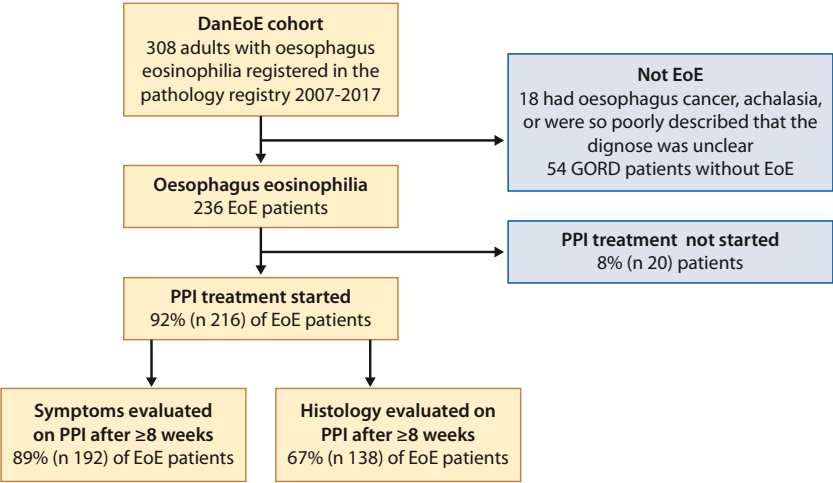 DanEoE cohort
308 adults with oesophagus
eosinophilia registered in the
pathology registry 2007-2017
Not EoE
18 had oesophagus cancer, achalasia,
or were so poorly described that the
dignose was unclear
54 GORD patients without EoE
Oesophagus eosinophilia
236 EoE patients
PPI treatment not started
8% (n 20) patients
PPI treatment started
92% (n 216) of EoE patients
Symptoms evaluated
on PPI after ≥8 weeks
89% (n 192) of EoE patients
Histology evaluated on
PPI after ≥8 weeks
67% (n 138) of EoE patients